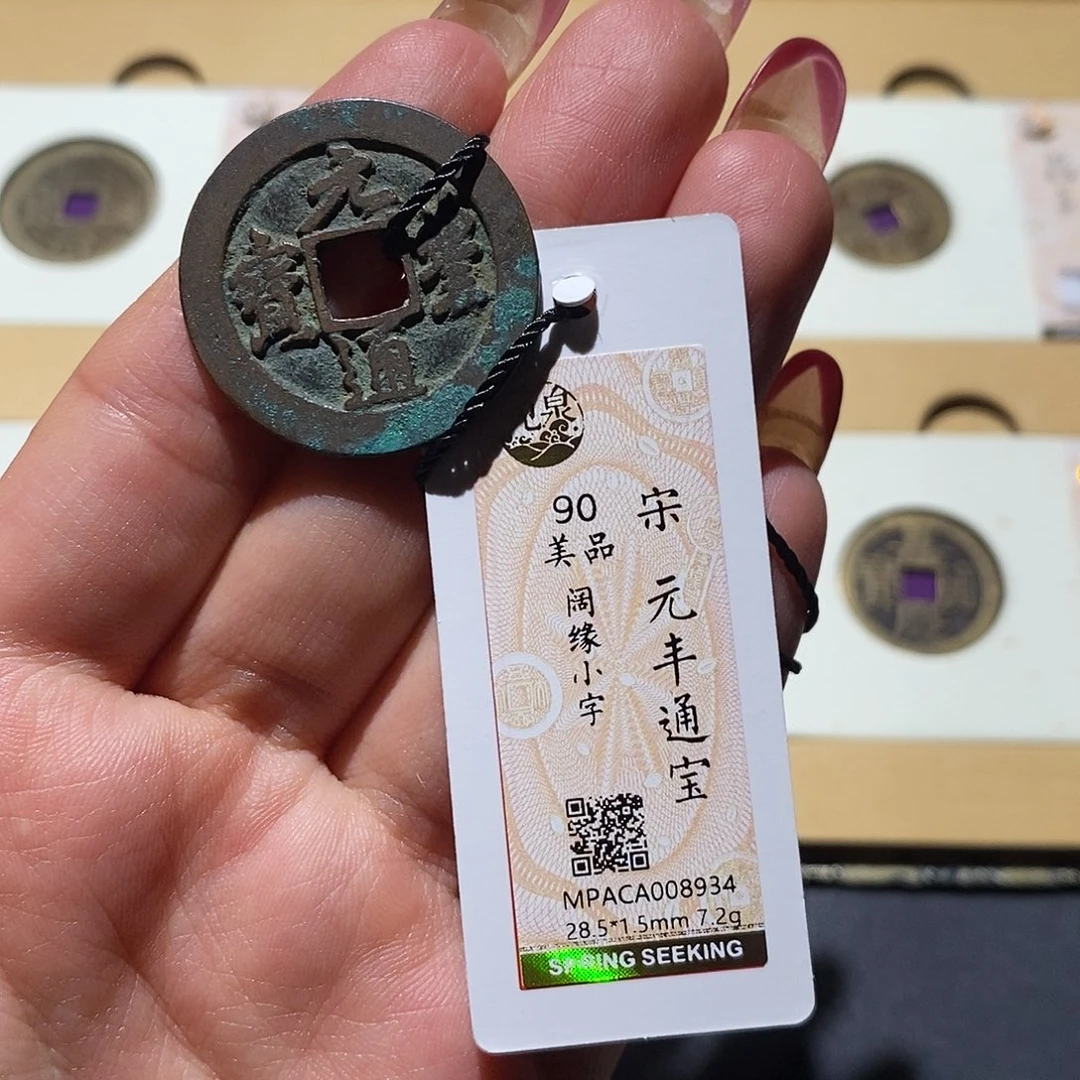 元豐通寶
泉
宋 元丰通宝
90
美品
阔缘小字
MPACA008934
28.5*1.5mm 7.2g
SPRING SEEKING